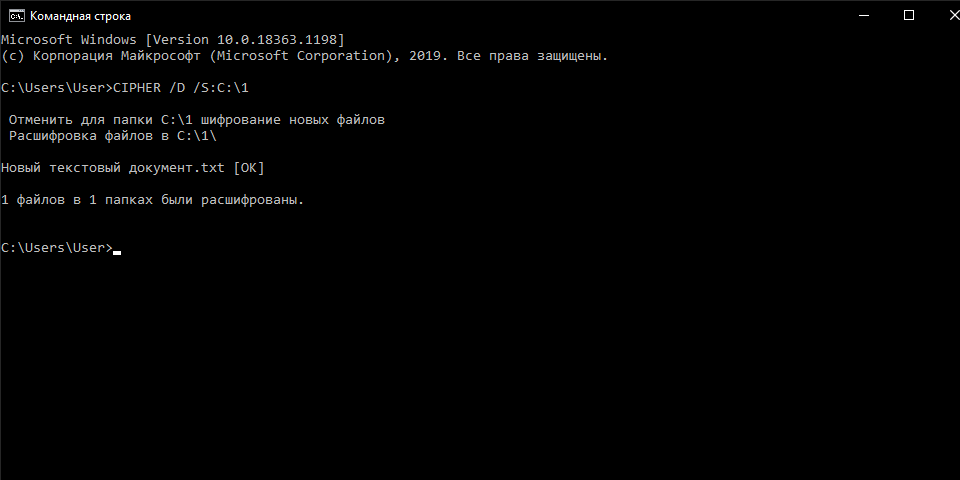 Командная строка
Microsoft Windows [Version 10.0.18363.1198]
(c) Корпорация Майкрософт (Microsoft Corporation), 2019. Все права защищены.
C:\Users\User>CIPHER /D /S:C:\1
Отменить для папки C:\1 шифрование новых файлов
Расшифровка файлов в C:\1\
Новый текстовый документ.txt [OK]
1 файлов в 1 папках были расшифрованы.
C:\Users\User>